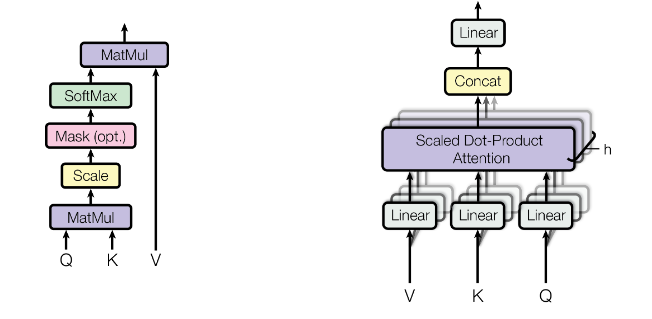 MatMul
SoftMax
Mask (opt.)
Scale
MatMul
Q K V
Linear
Concat
Scaled Dot-Product
Attention
h
Linear Linear Linear
V K Q